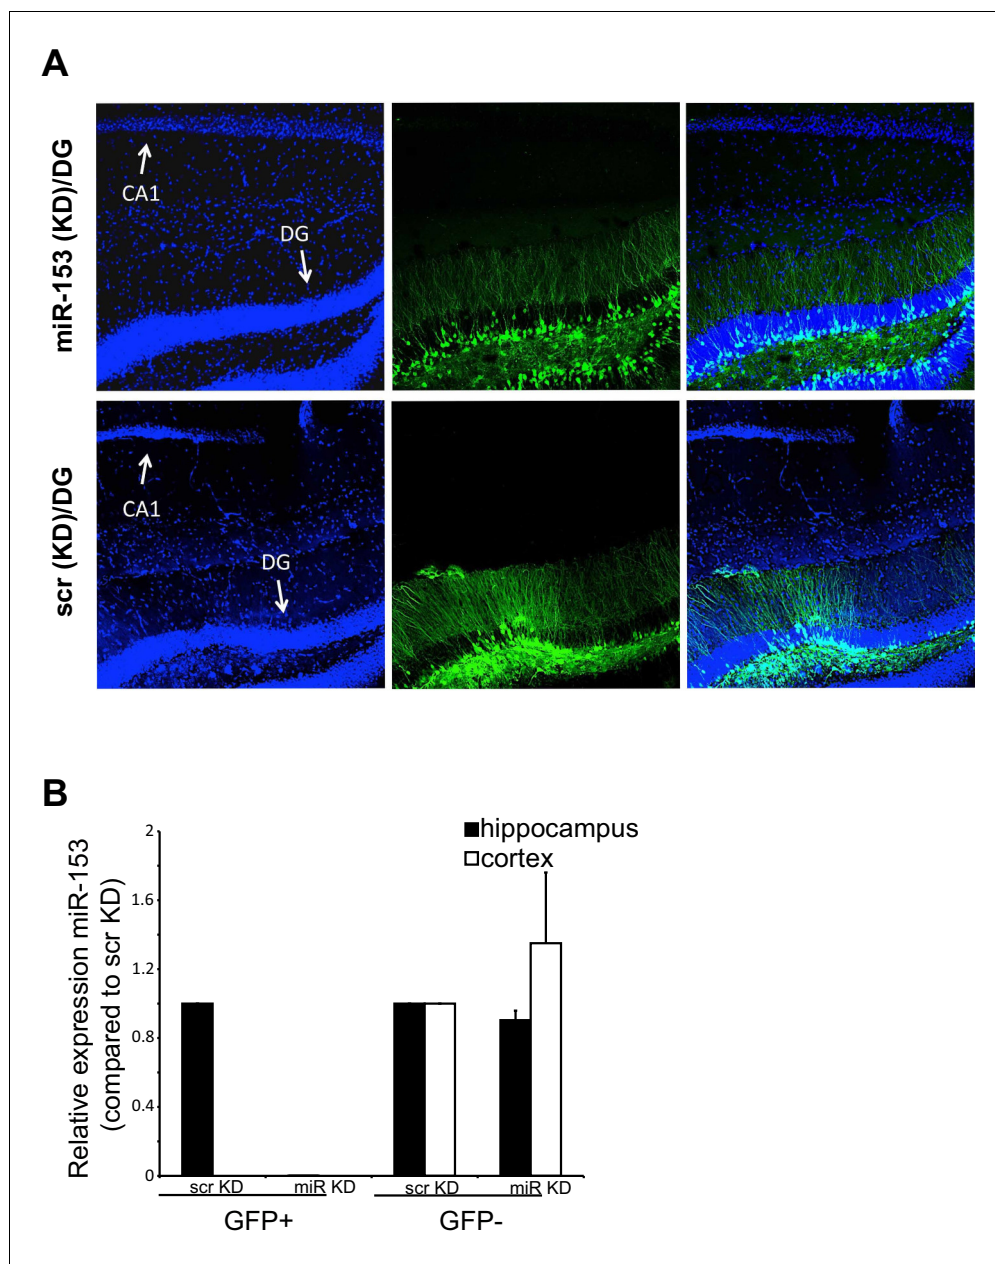 A
miR-153 (KD)/DG
CA1
DG
scr (KD)/DG
CA1
DG
B
Relative expression miR-153
(compared to scr KD)
hippocampus
cortex
2
1.6
1.2
0.8
0.4
0
scr KD miR KD scr KD miR KD
GFP+ GFP-